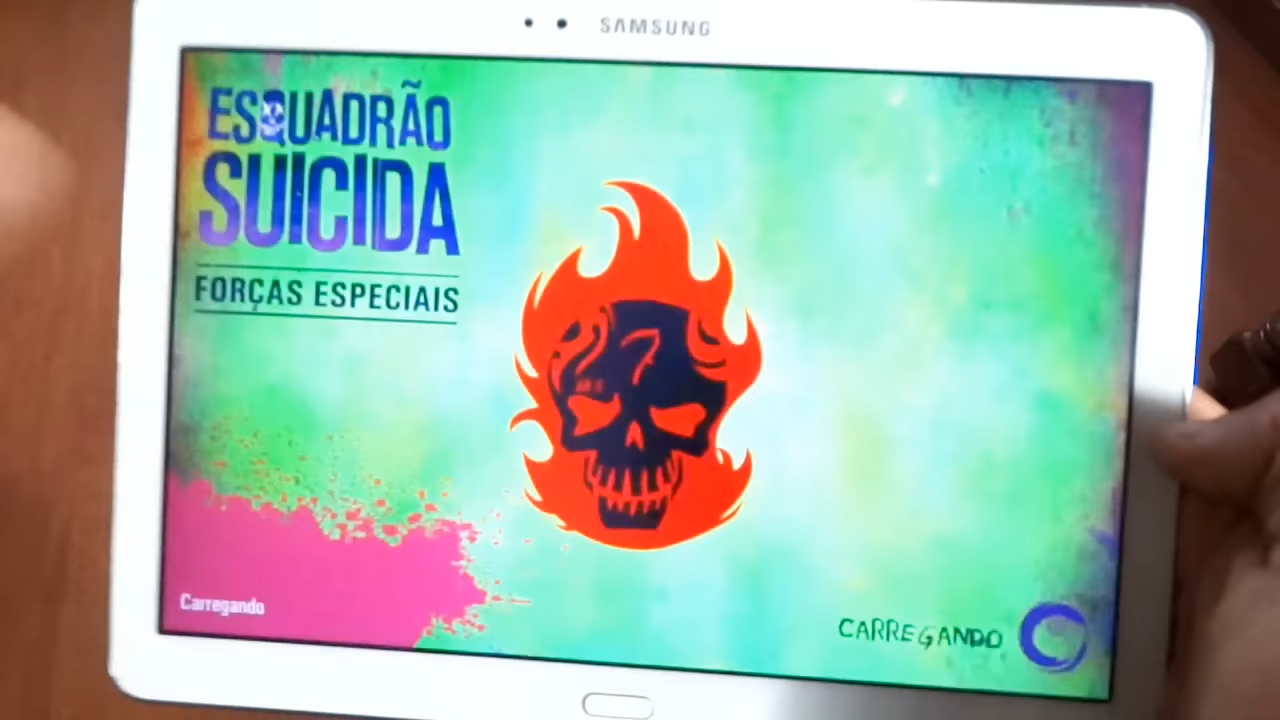 SAMSUNG
ESQUADRÃO
SUICIDA
FORÇAS ESPECIAIS
Carregando
CARREGANDO